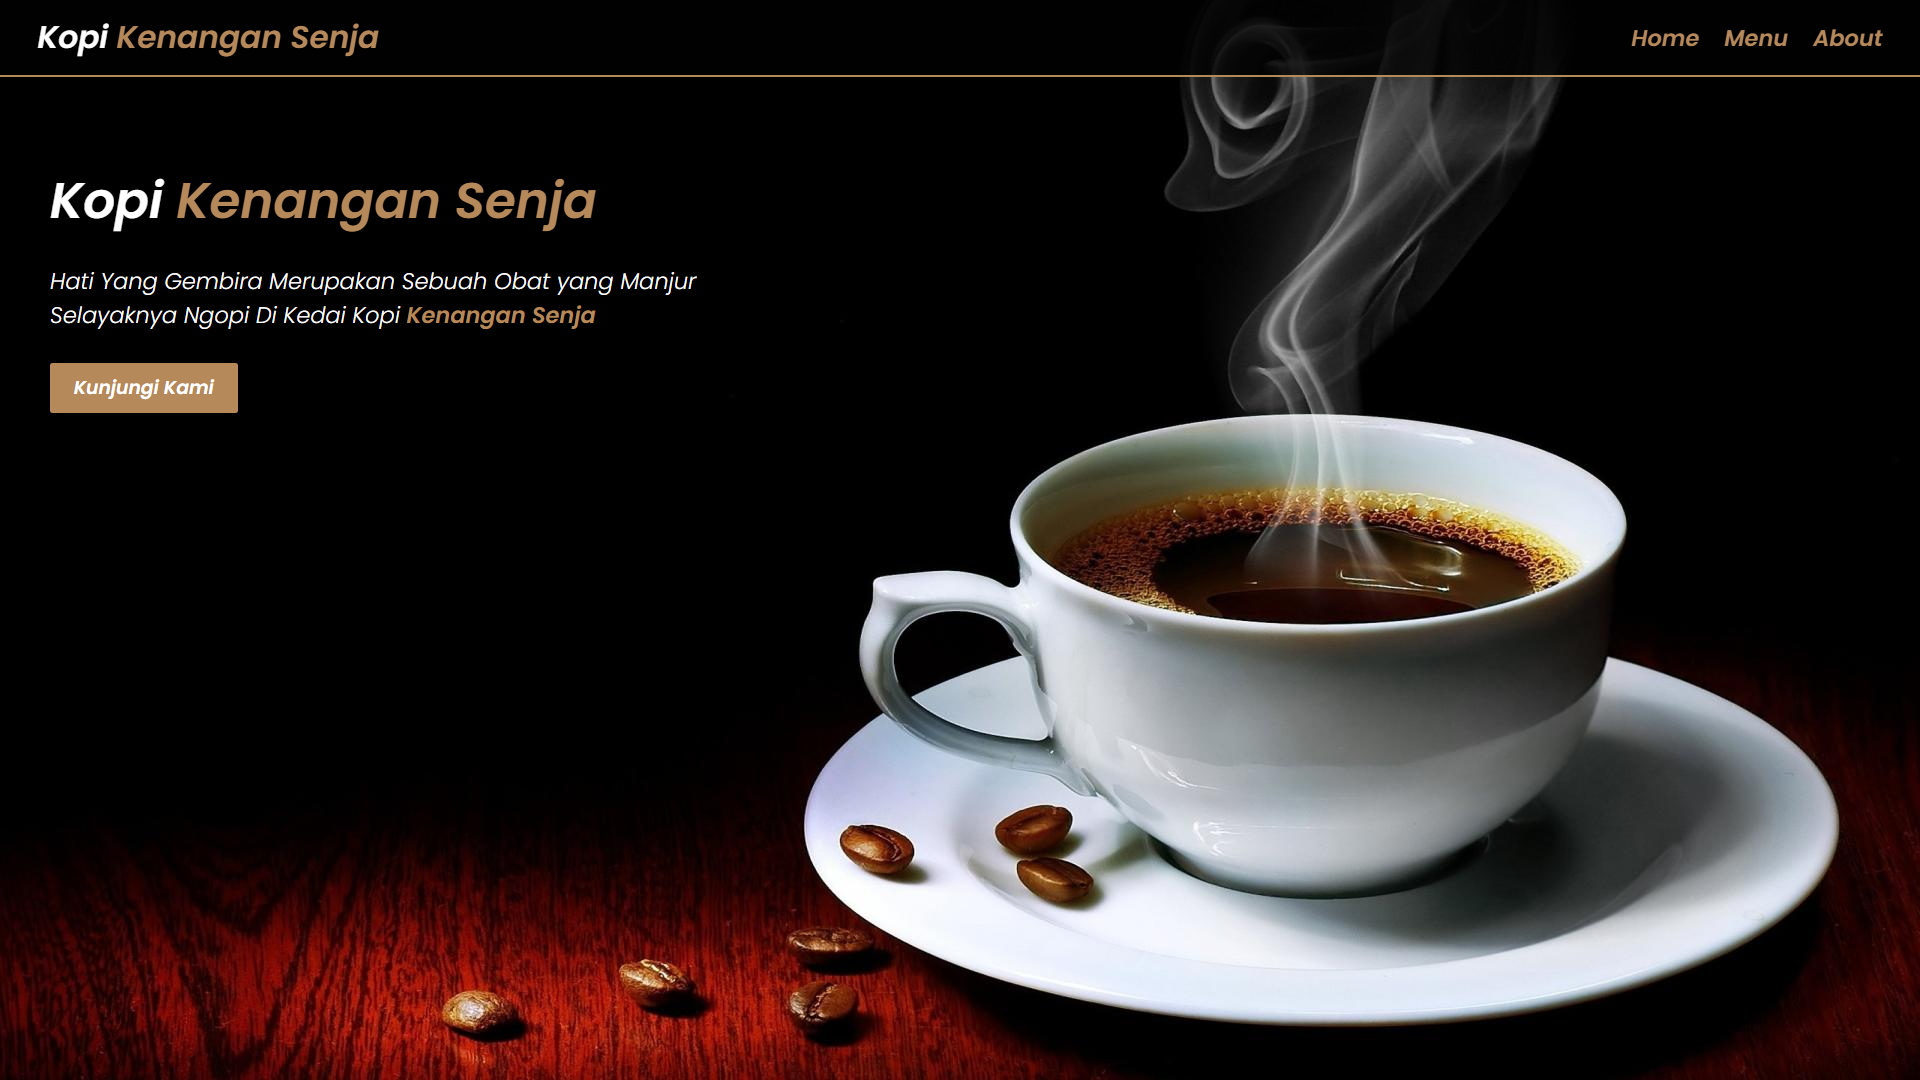 Kopi Kenangan Senja
Home Menu About
Kopi Kenangan Senja
Hati Yang Gembira Merupakan Sebuah Obat yang Manjur
Selayaknya Ngopi Di Kedai Kopi Kenangan Senja
Kunjungi Kami